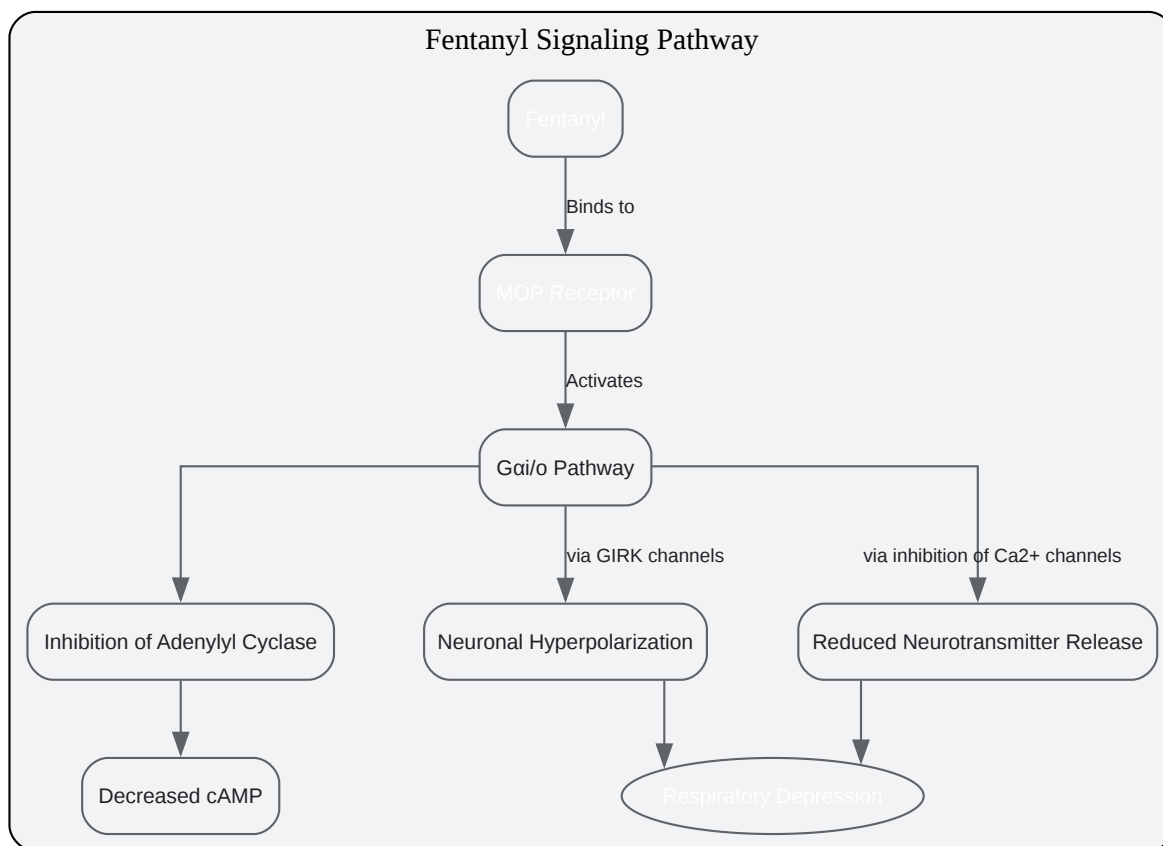 Fentanyl Signaling Pathway
Fentanyl
Binds to
MOP Receptor
Activates
Gαi/o Pathway
via GIRK channels
via inhibition of Ca2+ channels
Inhibition of Adenylyl Cyclase
Neuronal Hyperpolarization
Reduced Neurotransmitter Release
Decreased cAMP
Respiratory Depression